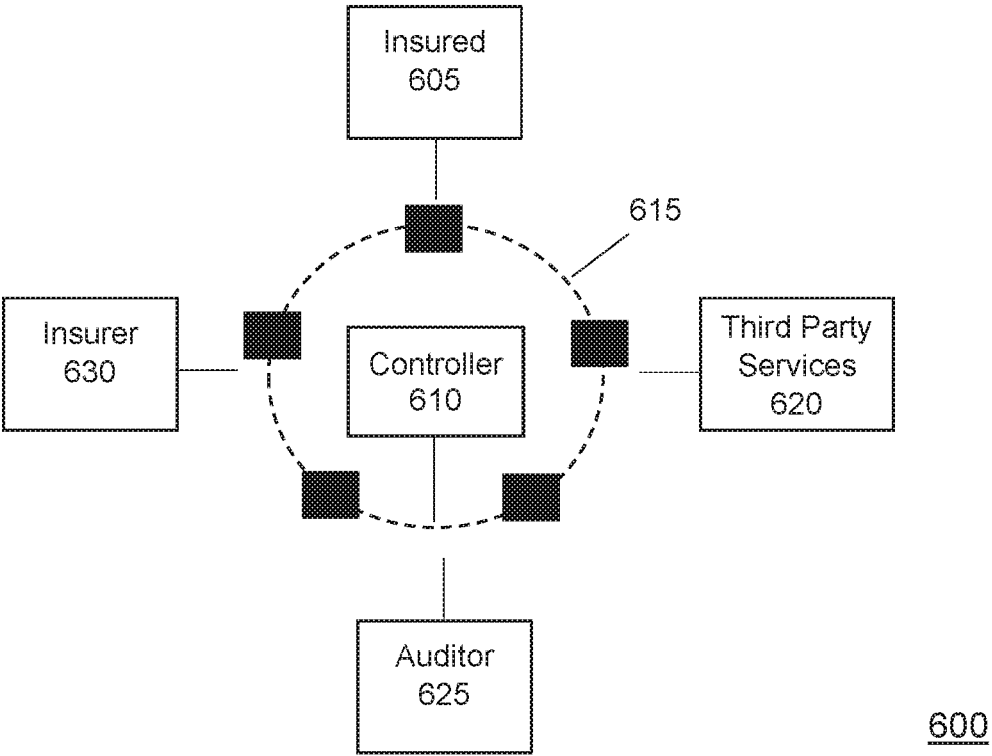 Insured
605
615
Insurer
630
Controller
610
Third Party
Services
620
Auditor
625
600